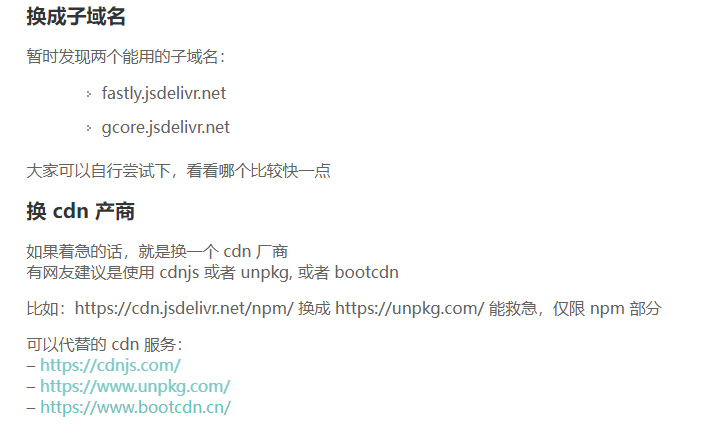 换成子域名
暂时发现两个能用的子域名：
fastly.jsdelivr.net
gcore.jsdelivr.net
大家可以自行尝试下，看看哪个比较快一点
换 cdn 产商
如果着急的话，就是换一个 cdn 厂商
有网友建议是使用 cdnjs 或者 unpkg, 或者 bootcdn
比如：https://cdn.jsdelivr.net/npm/ 换成 https://unpkg.com/ 能救急，仅限 npm 部分
可以代替的 cdn 服务：
– https://cdnjs.com/
– https://www.unpkg.com/
– https://www.bootcdn.cn/